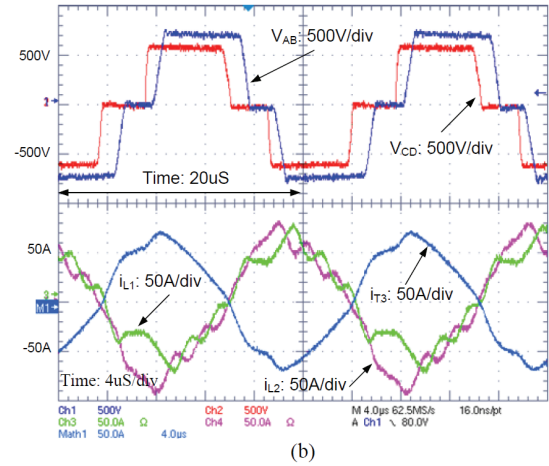 500V
V_AB: 500V/div
2
-500V
V_CD: 500V/div
Time: 20uS
50A
i_L1: 50A/div
i_T3: 50A/div
2
M1
-50A
Time: 4uS/div
i_L2: 50A/div
Ch1 500V Ch2 500V M 4.0µs 62.5MS/s 16.0ns/pt
Ch3 50.0A Ω Ch4 50.0A Ω A Ch1 \ 80.0V
Math1 50.0A 4.0µs
(b)